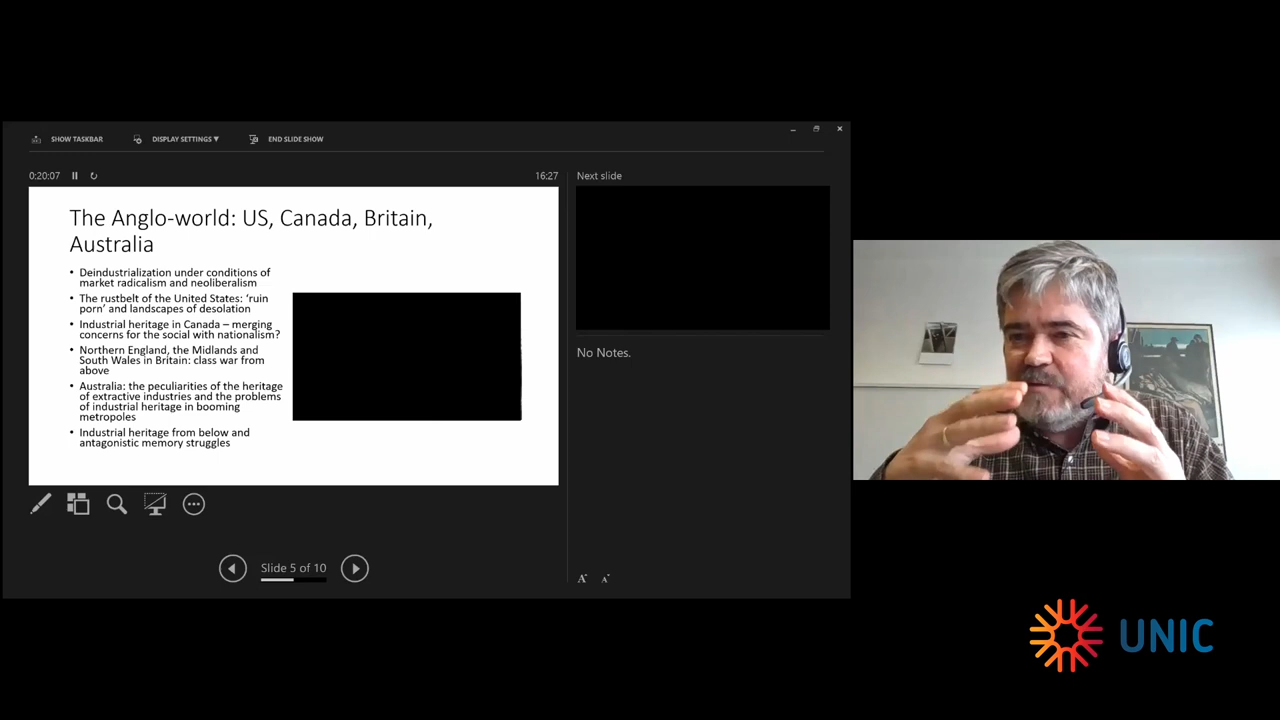 SHOW TASKBAR
DISPLAY SETTINGS ▼
END SLIDE SHOW
0:20:07
16:27
Next slide
The Anglo-world: US, Canada, Britain,
Australia
• Deindustrialization under conditions of
market radicalism and neoliberalism
• The rustbelt of the United States: ‘ruin
porn’ and landscapes of desolation
• Industrial heritage in Canada – merging
concerns for the social with nationalism?
• Northern England, the Midlands and
South Wales in Britain: class war from
above
• Australia: the peculiarities of the heritage
of extractive industries and the problems
of industrial heritage in booming
metropoles
• Industrial heritage from below and
antagonistic memory struggles
No Notes.
Slide 5 of 10
A A
UNIC